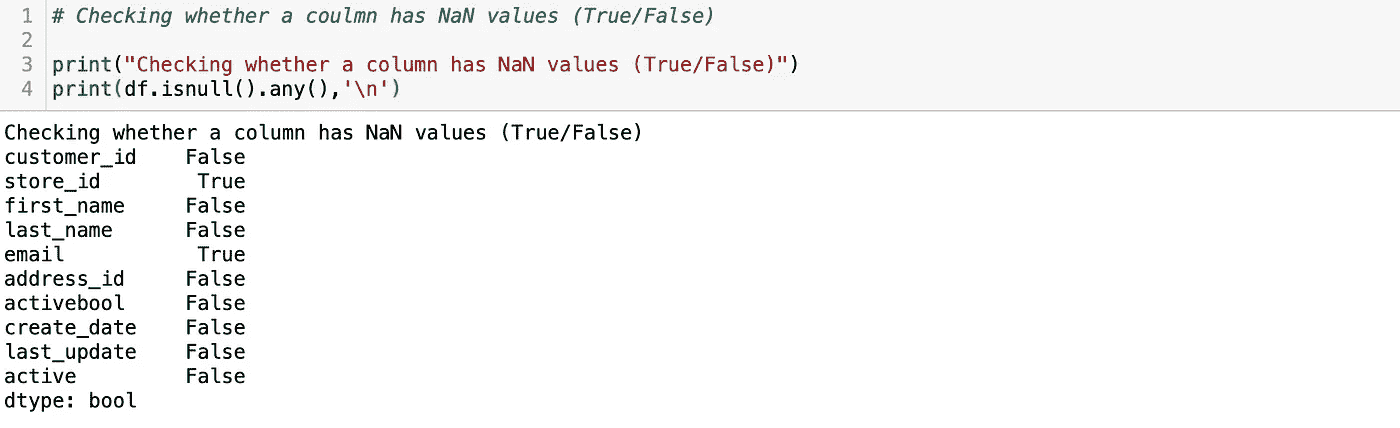 1 # Checking whether a coulmn has NaN values (True/False)
2
3 print("Checking whether a column has NaN values (True/False)")
4 print(df.isnull().any(),'\n')
Checking whether a column has NaN values (True/False)
customer_id    False
store_id        True
first_name     False
last_name      False
email           True
address_id     False
activebool     False
create_date    False
last_update    False
active         False
dtype: bool